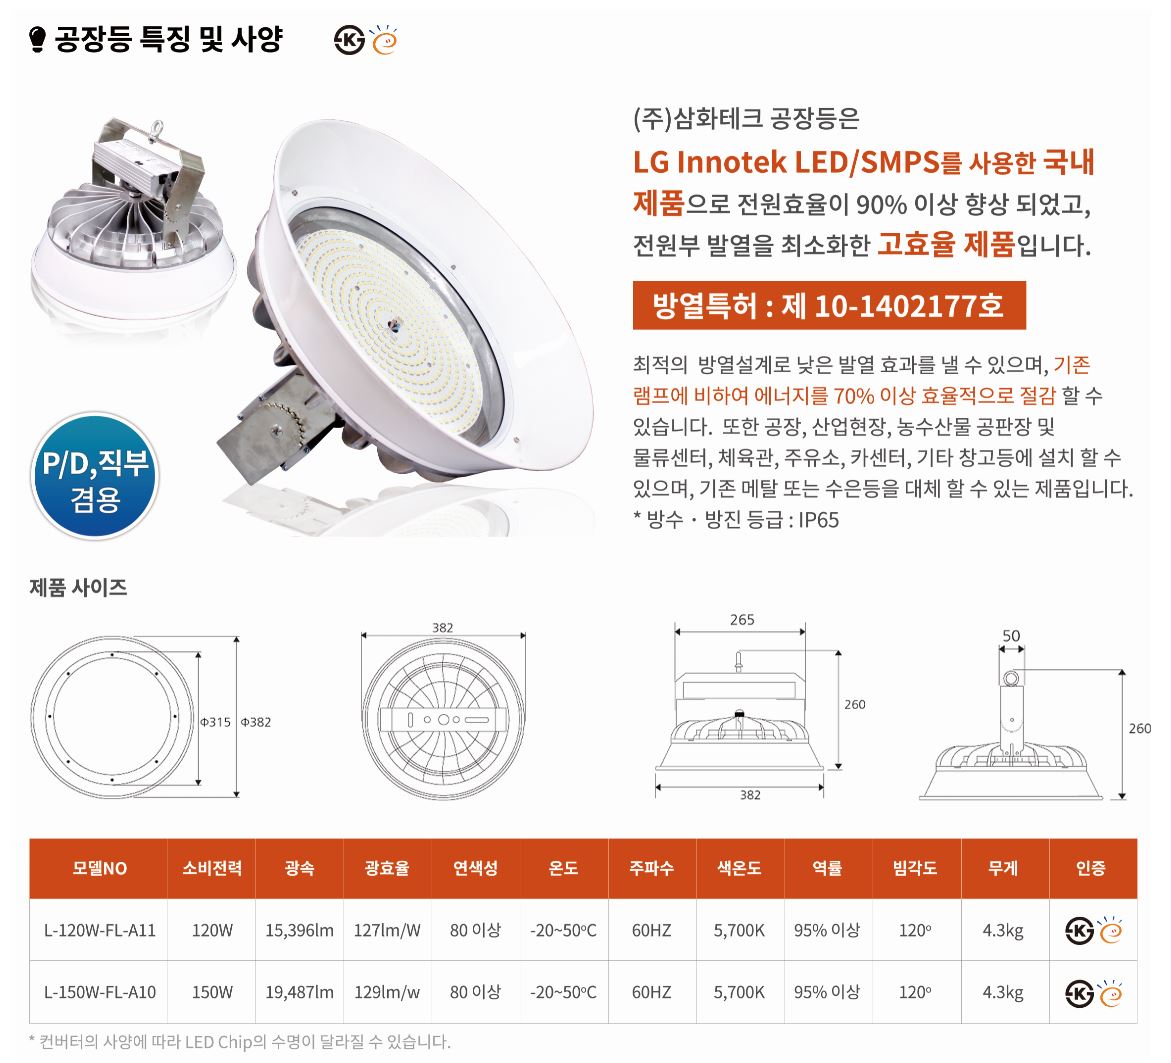 공장등 특징 및 사양
(주)삼화테크 공장등은
LG Innotek LED/SMPS를 사용한 국내
제품으로 전원효율이 90% 이상 향상 되었고,
전원부 발열을 최소화한 고효율 제품입니다.
방열특허 : 제 10-1402177호
최적의 방열설계로 낮은 발열 효과를 낼 수 있으며, 기존
램프에 비하여 에너지를 70% 이상 효율적으로 절감 할 수
있습니다. 또한 공장, 산업현장, 농수산물 공판장 및
물류센터, 체육관, 주유소, 카센터, 기타 창고등에 설치 할 수
있으며, 기존 메탈 또는 수은등을 대체 할 수 있는 제품입니다.
* 방수 · 방진 등급 : IP65
P/D,직부
겸용
제품 사이즈
Φ315 Φ382
382
265
260
382
50
260
모델NO 소비전력 광속 광효율 연색성 온도 주파수 색온도 역률 빔각도 무게 인증
L-120W-FL-A11 120W 15,396lm 127lm/W 80 이상 -20~50ºC 60HZ 5,700K 95% 이상 120º 4.3kg
L-150W-FL-A10 150W 19,487lm 129lm/w 80 이상 -20~50ºC 60HZ 5,700K 95% 이상 120º 4.3kg
* 컨버터의 사양에 따라 LED Chip의 수명이 달라질 수 있습니다.